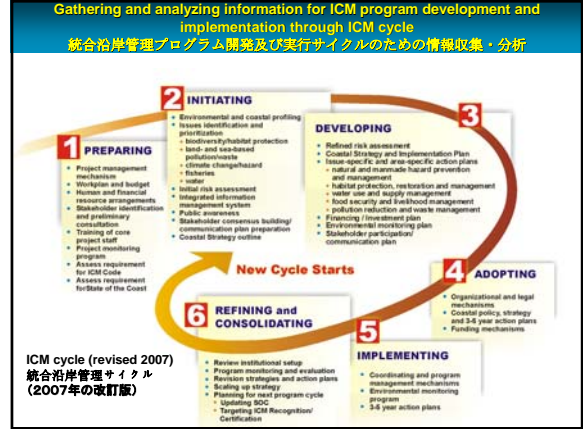 Gathering and analyzing information for ICM program development and
implementation through ICM cycle
統合沿岸管理プログラム開発及び実行サイクルのための情報収集・分析
1 PREPARING
• Project management
mechanism
• Workplan and budget
• Human and financial
resource arrangements
• Stakeholder identification
and preliminary
consultation
• Training of core
project staff
• Project monitoring
program
• Assess requirement
for ICM Code
• Assess requirement
forState of the Coast
2 INITIATING
• Environmental and coastal profiling
• Issues identification and
prioritization
• biodiversity/habitat protection
• land- and sea-based
pollution/waste
• climate change/hazard
• fisheries
• water
• Initial risk assessment
• Integrated information
management system
• Public awareness
• Stakeholder consensus building/
communication plan preparation
• Coastal Strategy outline
3
DEVELOPING
• Refined risk assessment
• Coastal Strategy and Implementation Plan
• Issue-specific and area-specific action plans
• natural and manmade hazard prevention
and management
• habitat protection, restoration and management
• water use and supply management
• food security and livelihood management
• pollution reduction and waste management
• Financing / Investment plan
• Environmental monitoring plan
• Stakeholder participation/
communication plan
4 ADOPTING
• Organizational and legal
mechanisms
• Coastal policy, strategy
and 3-5 year action plans
• Funding mechanisms
5
IMPLEMENTING
• Coordinating and program
management mechanisms
• Environmental monitoring
program
• 3-5 year action plans
6 REFINING and
CONSOLIDATING
• Review institutional setup
• Program monitoring and evaluation
• Revision strategies and action plans
• Scaling up strategy
• Planning for next program cycle
• Updating SOC
• Targeting ICM Recognition/
Certification
New Cycle Starts
ICM cycle (revised 2007)
統合沿岸管理サイクル
(2007年の改訂版)